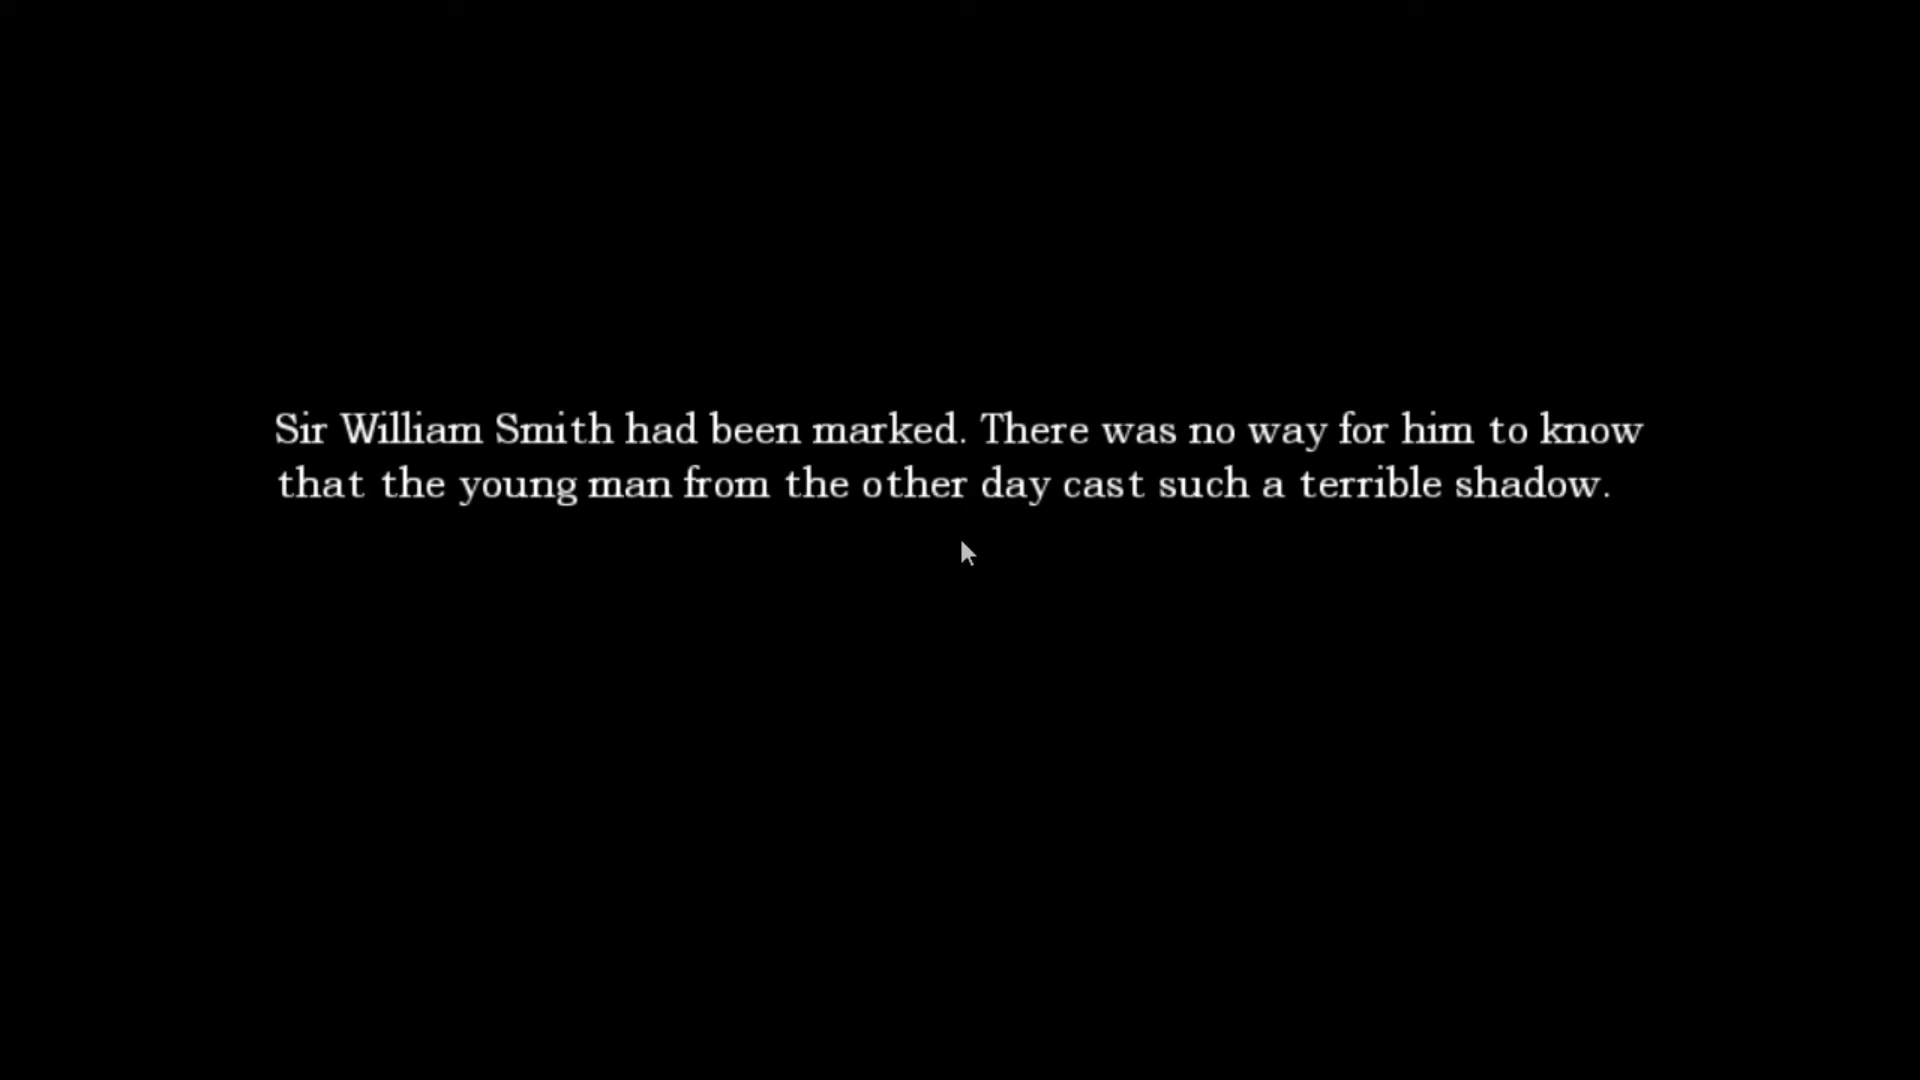 Sir William Smith had been marked. There was no way for him to know
that the young man from the other day cast such a terrible shadow.